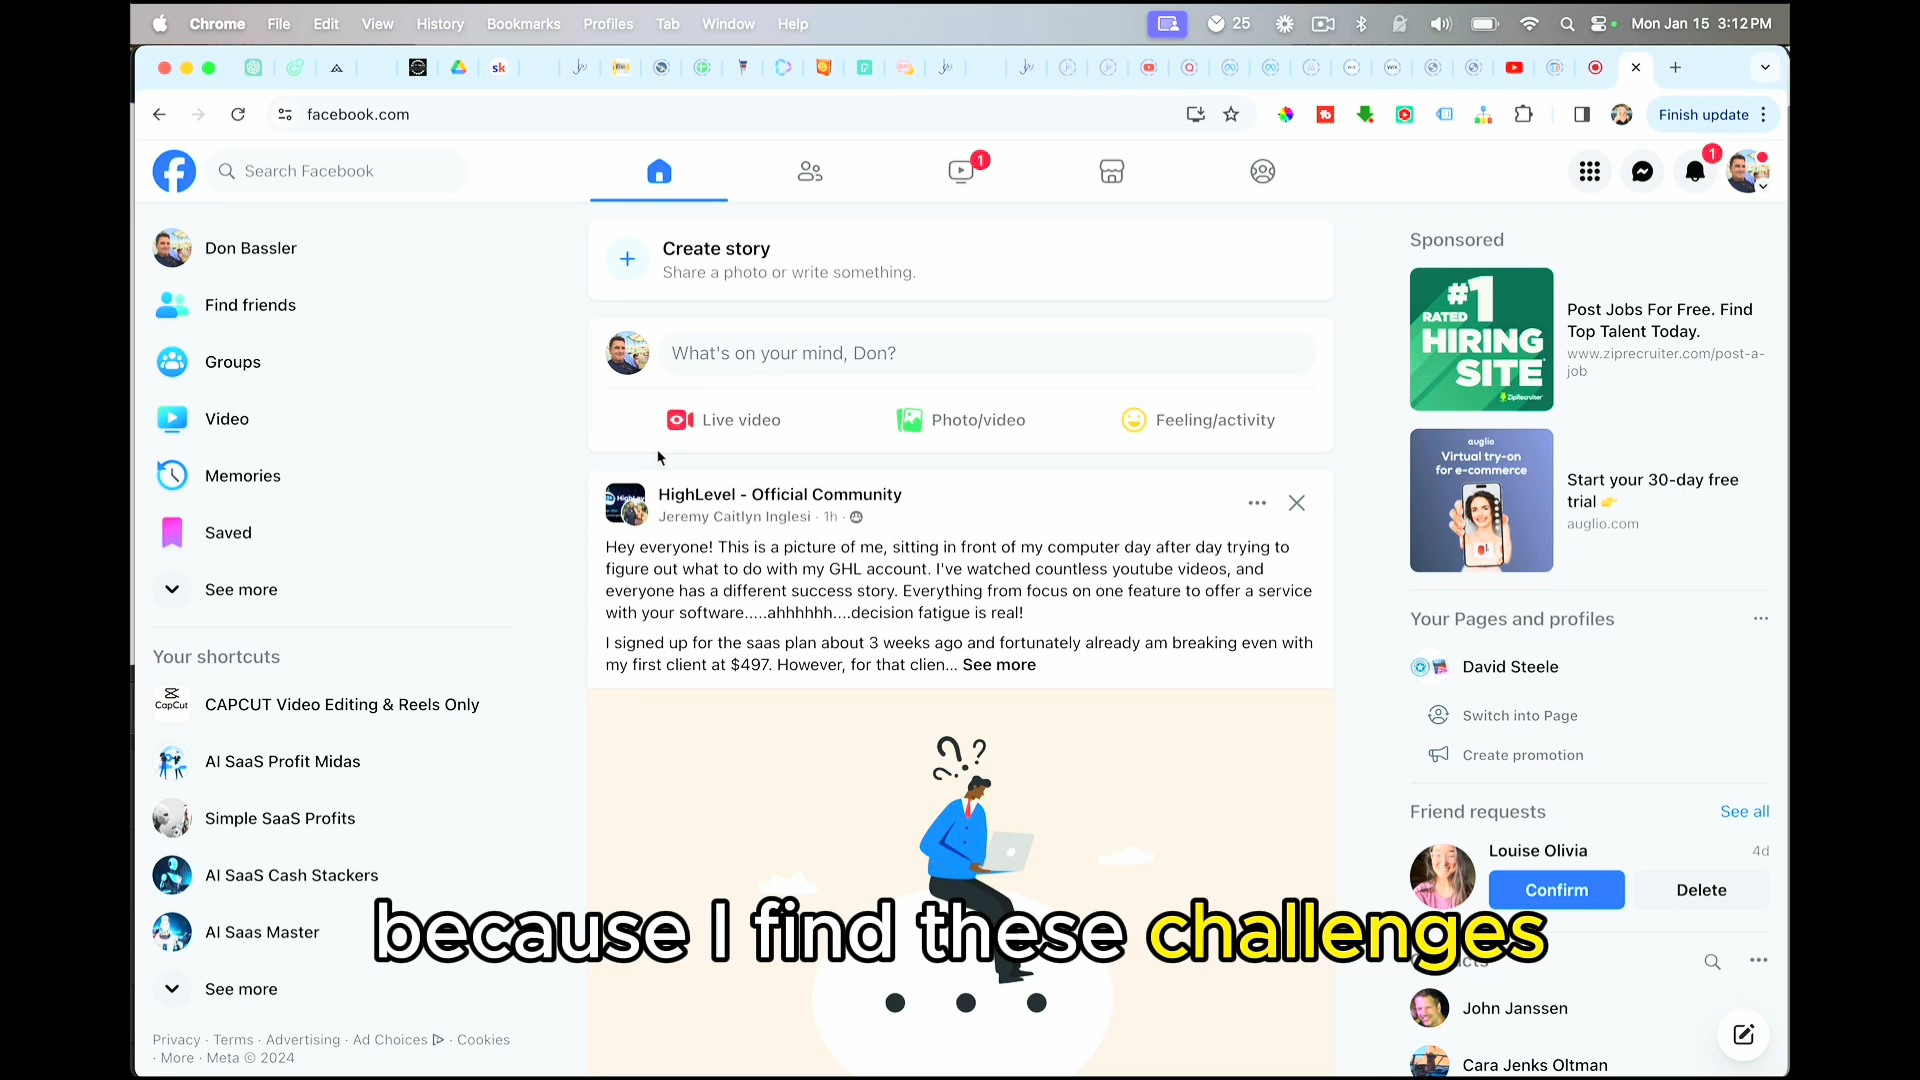 Chrome File Edit View History Bookmarks Profiles Tab Window Help 25 Mon Jan 15 3:12 PM
sk
facebook.com Finish update
Search Facebook 1 1
Don Bassler
Find friends
Groups
Video
Memories
Saved
See more
Your shortcuts
CapCut CAPCUT Video Editing & Reels Only
AI SaaS Profit Midas
Simple SaaS Profits
AI SaaS Cash Stackers
AI Saas Master
See more
Privacy · Terms · Advertising · Ad Choices · Cookies
· More · Meta © 2024
Create story
Share a photo or write something.
What's on your mind, Don?
Live video Photo/video Feeling/activity
HighLevel - Official Community
Jeremy Caitlyn Inglesi · 1h ·
Hey everyone! This is a picture of me, sitting in front of my computer day after day trying to
figure out what to do with my GHL account. I've watched countless youtube videos, and
everyone has a different success story. Everything from focus on one feature to offer a service
with your software.....ahhhhhh....decision fatigue is real!
I signed up for the saas plan about 3 weeks ago and fortunately already am breaking even with
my first client at $497. However, for that clien... See more
because I find these challenges
Sponsored
#1
RATED
HIRING
SITE
ZipRecruiter
Post Jobs For Free. Find
Top Talent Today.
www.ziprecruiter.com/post-a-
job
auglio
Virtual try-on
for e-commerce
Start your 30-day free
trial
auglio.com
Your Pages and profiles
David Steele
Switch into Page
Create promotion
Friend requests See all
Louise Olivia 4d
Confirm Delete
John Janssen
Cara Jenks Oltman